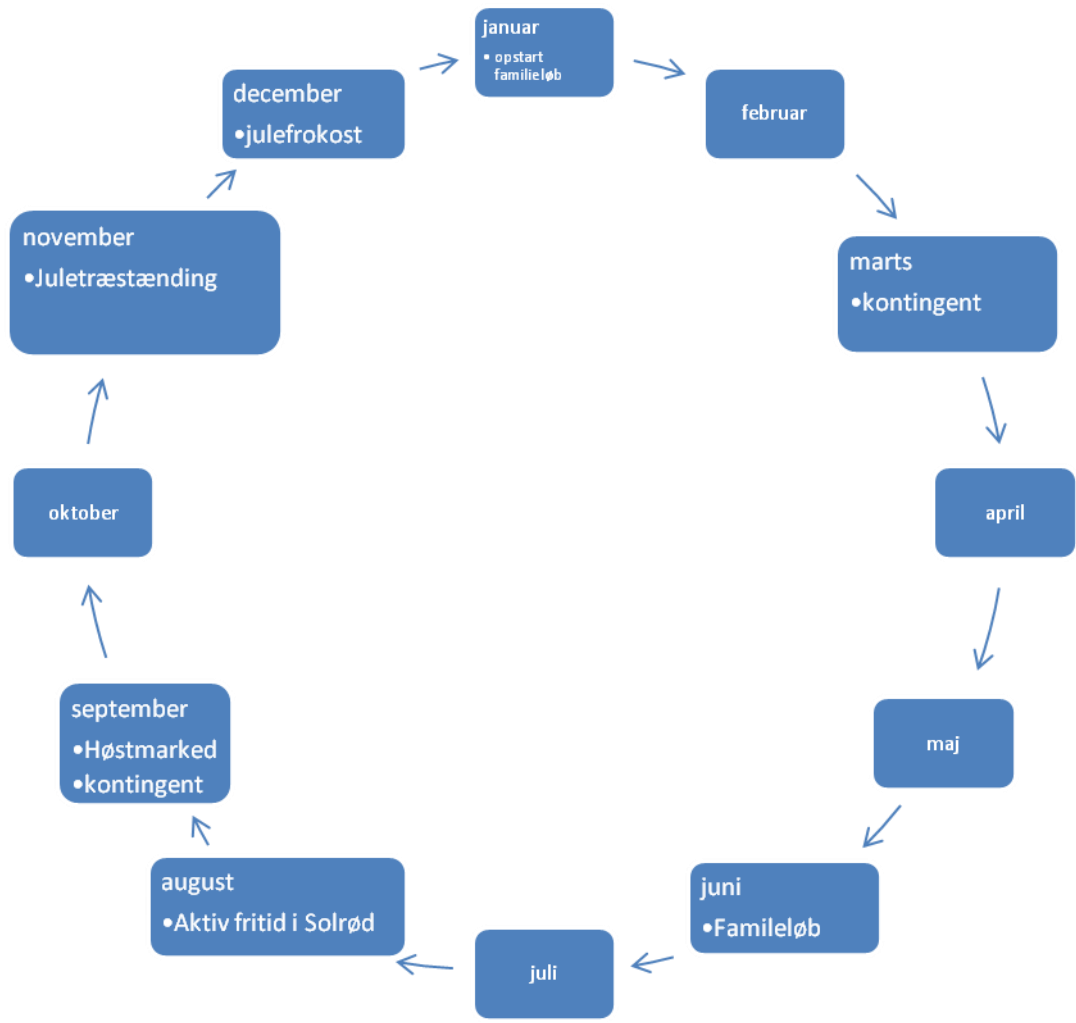 januar
• opstart
familieløb
februar
marts
•kontingent
april
maj
juni
•Famileløb
juli
august
•Aktiv fritid i Solrød
september
•Høstmarked
•kontingent
oktober
november
•Juletræstænding
december
•julefrokost